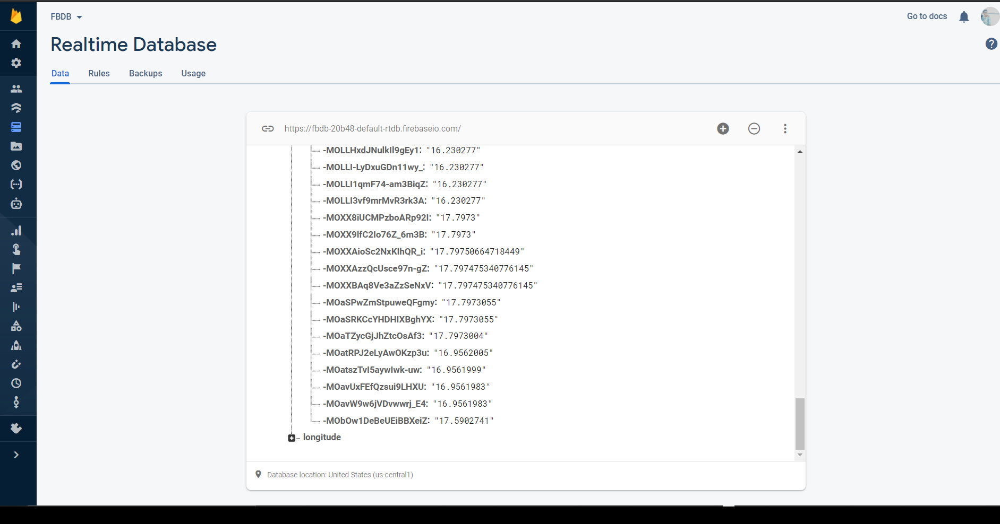 FBDB
Go to docs
Realtime Database
Data Rules Backups Usage
https://fbdb-20b48-default-rtdb.firebaseio.com/
-MOLLHxdJNulkIl9gEy1: "16.230277"
-MOLLI-LyDxuGDn11wy_: "16.230277"
-MOLLI1qmF74-am3BiqZ: "16.230277"
-MOLLI3vf9mrMvR3rk3A: "16.230277"
-MOXX8iUCMPzboARp92I: "17.7973"
-MOXX9lfC2Io76Z_6m3B: "17.7973"
-MOXXAioSc2NxKIhQR_i: "17.79750664718449"
-MOXXAzzQcUsce97n-gZ: "17.797475340776145"
-MOXXBAq8Ve3aZzSeNxV: "17.797475340776145"
-MOaSPwZmStpuweQFgmy: "17.7973055"
-MOaSRKCcYHDHIXBghYX: "17.7973055"
-MOaTZycGjJhZtcOsAf3: "17.7973004"
-MOatRPJ2eLyAwOKzp3u: "16.9562005"
-MOatszTvI5aywIwk-uw: "16.9561999"
-MOavUxFEfQzsui9LHXU: "16.9561983"
-MOavW9w6jVDvwwrj_E4: "16.9561983"
-MObOw1DeBeUEiBBXeiZ: "17.5902741"
longitude
Database location: United States (us-central1)